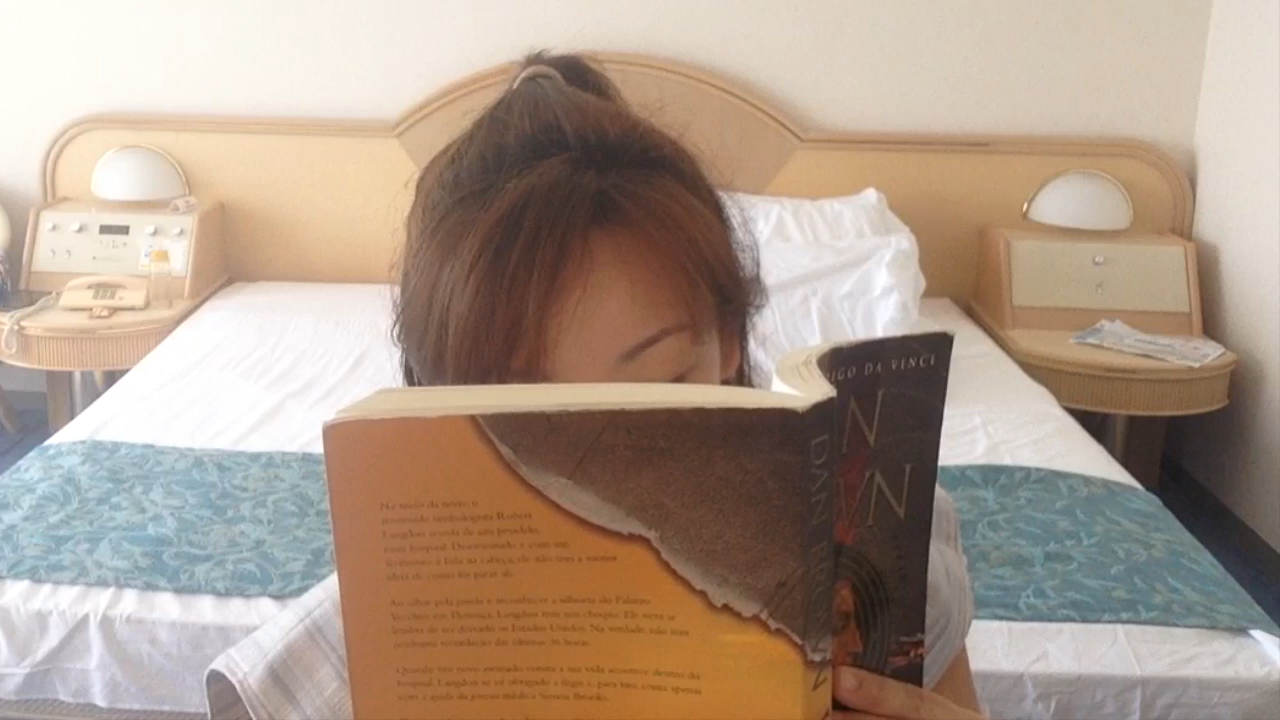 No meio da noite, o
renomado simbologista Robert
Langdon acorda de um pesadelo,
num hospital. Desorientado e com um
ferimento à bala na cabeça, ele não tem a menor
ideia de como foi parar ali.
Ao olhar pela janela e reconhecer a silhueta do Palazzo
Vecchio em Florença, Langdon tem um choque. Ele nem se
lembra de ter deixado os Estados Unidos. Na verdade, não tem
nenhuma recordação das últimas 36 horas.
Quando um novo atentado contra a sua vida acontece dentro do
hospital, Langdon se vê obrigado a fugir e, para isso, conta apenas
com a ajuda da jovem médica Sienna Brooks.
DAN
DIGO DA VINCI
N
WN